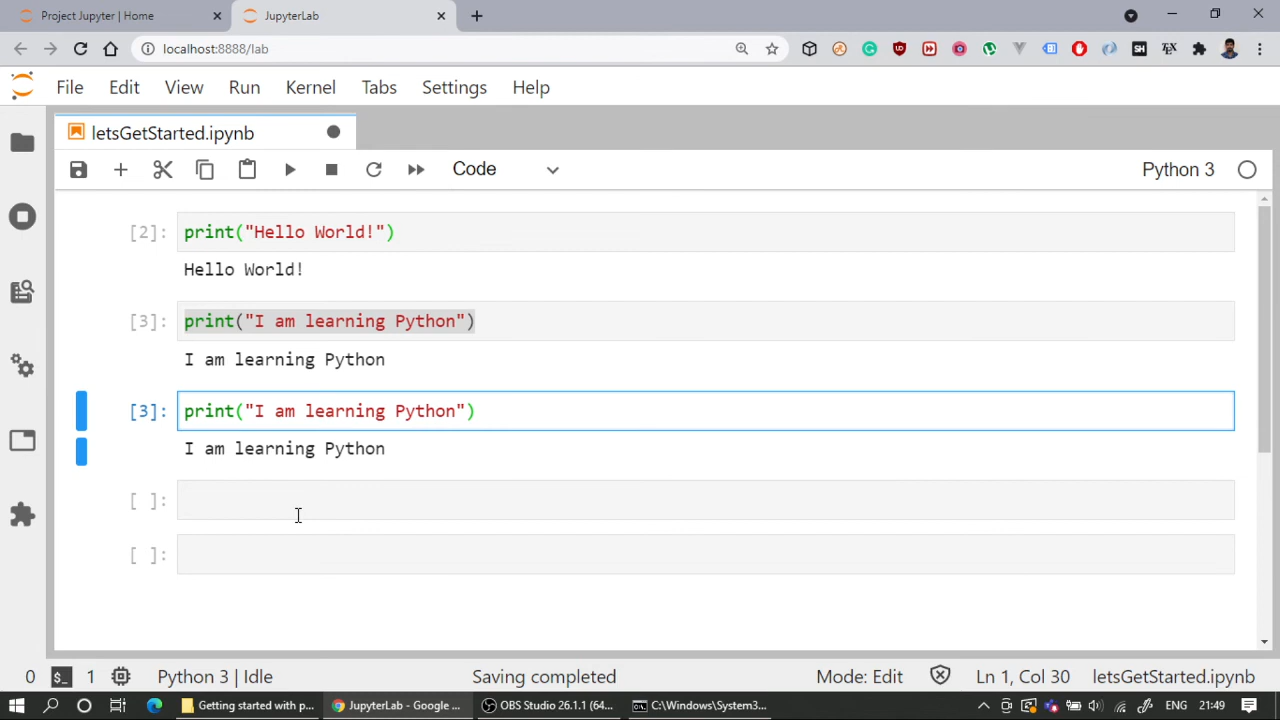 Project Jupyter | Home
JupyterLab
localhost:8888/lab
SH
TEX
File Edit View Run Kernel Tabs Settings Help
letsGetStarted.ipynb
Code
Python 3
[2]: print("Hello World!")
Hello World!
[3]: print("I am learning Python")
I am learning Python
[3]: print("I am learning Python")
I am learning Python
[ ]:
[ ]:
0 $_ 1 Python 3 | Idle Saving completed Mode: Edit Ln 1, Col 30 letsGetStarted.ipynb
Getting started with p... JupyterLab - Google ... OBS Studio 26.1.1 (64... C:\Windows\System3... ENG 21:49